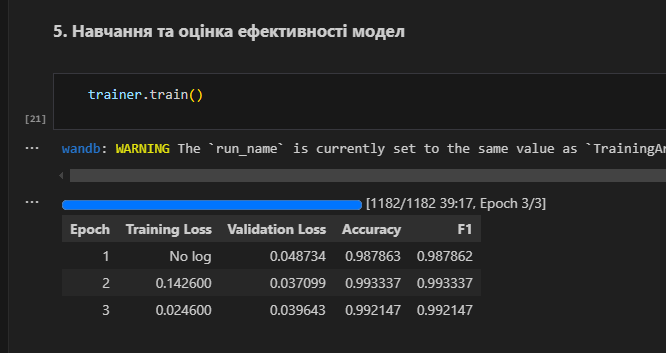 5. Навчання та оцінка ефективності модел
trainer.train()
[21]
... wandb: WARNING The `run_name` is currently set to the same value as `TrainingAr
... [1182/1182 39:17, Epoch 3/3]
Epoch Training Loss Validation Loss Accuracy F1
1 No log 0.048734 0.987863 0.987862
2 0.142600 0.037099 0.993337 0.993337
3 0.024600 0.039643 0.992147 0.992147